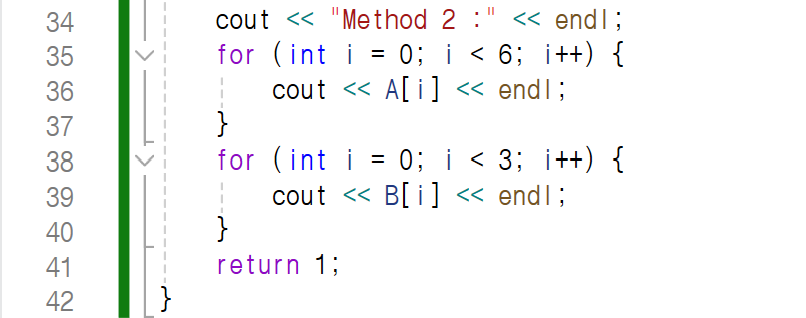 34 cout << "Method 2 :" << endl;
35 for (int i = 0; i < 6; i++) {
36 cout << A[i] << endl;
37 }
38 for (int i = 0; i < 3; i++) {
39 cout << B[i] << endl;
40 }
41 return 1;
42 }